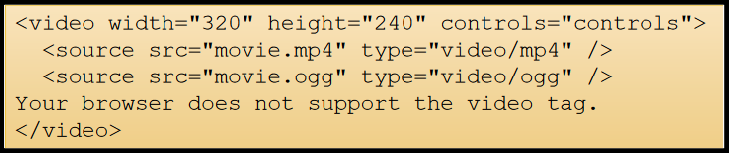 <video width="320" height="240" controls="controls">
<source src="movie.mp4" type="video/mp4" />
<source src="movie.ogg" type="video/ogg" />
Your browser does not support the video tag.
</video>